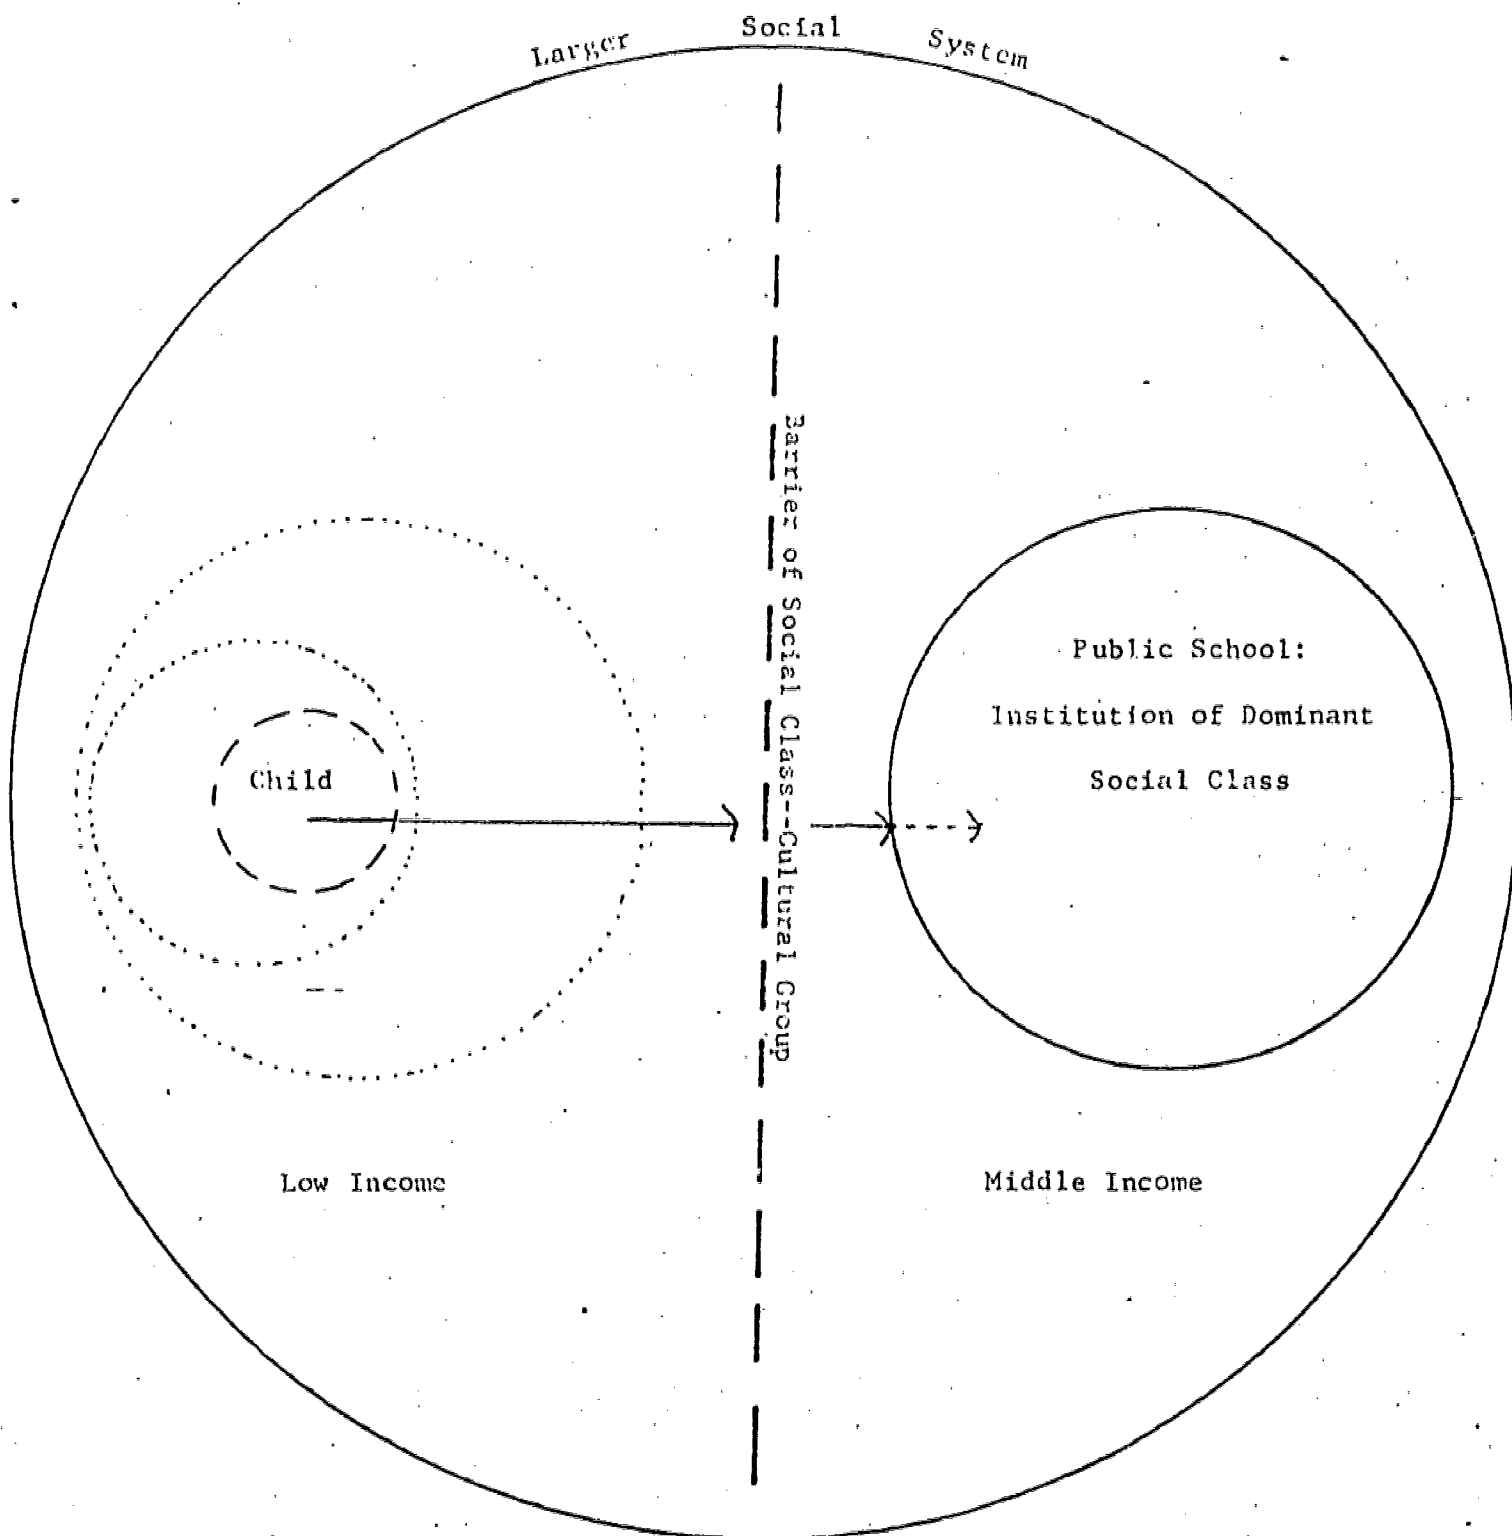 Larger Social System
Barrier of Social Class--Cultural Group
Child
Public School:
Institution of Dominant
Social Class
Low Income
Middle Income